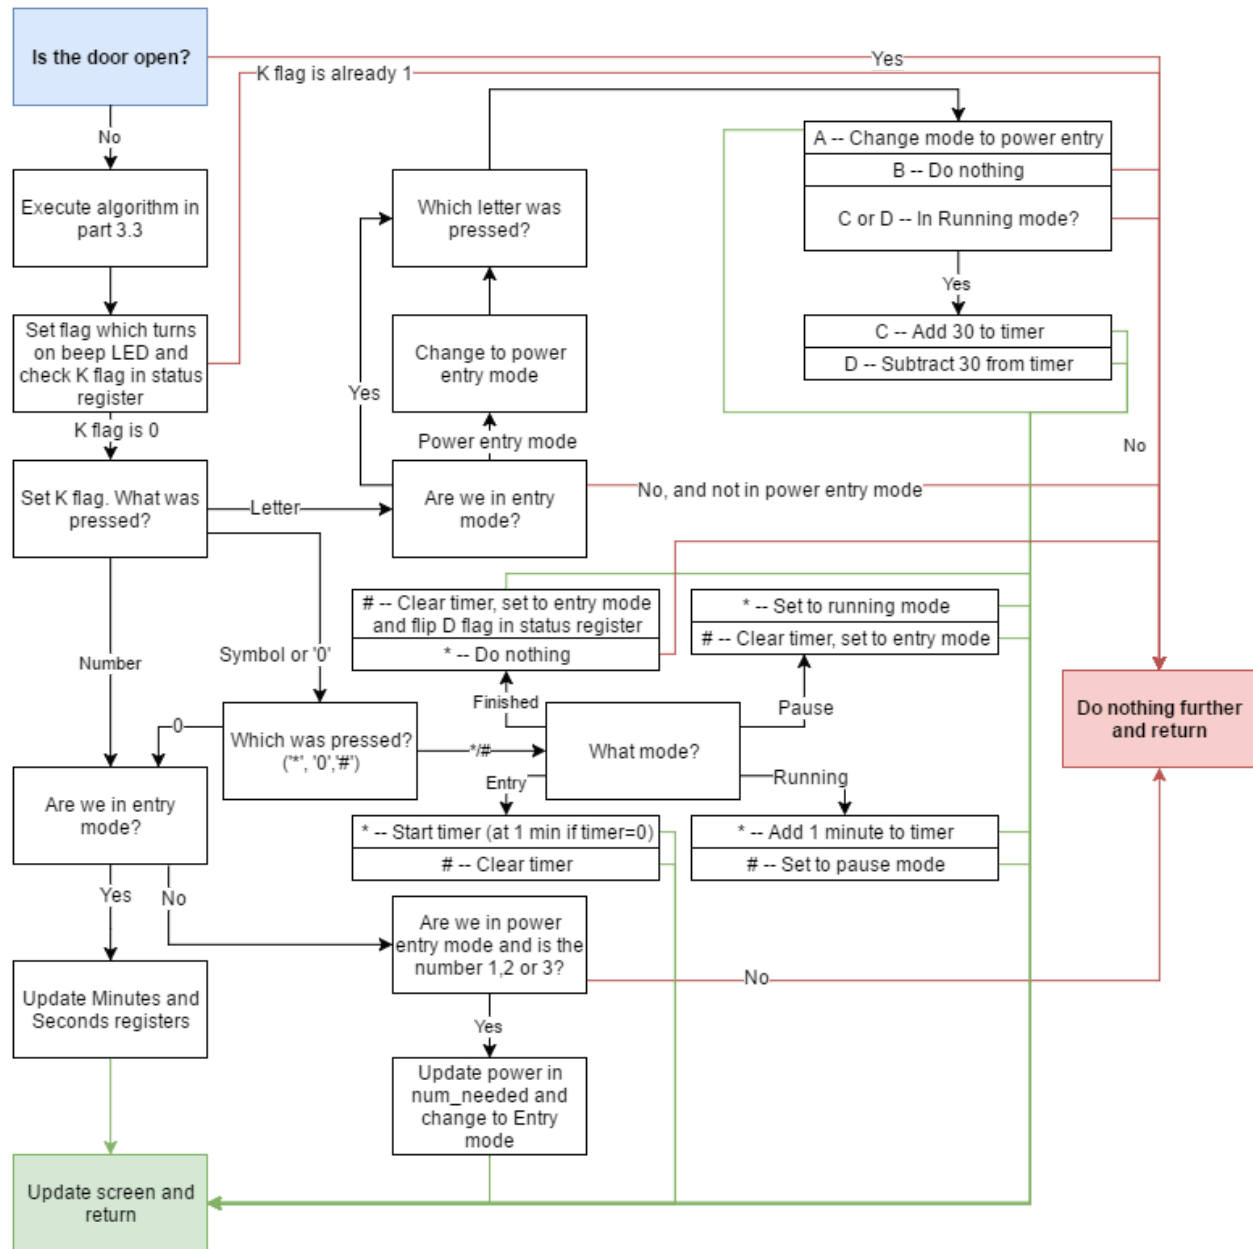 Is the door open?
Yes
K flag is already 1
No
Execute algorithm in
part 3.3
Set flag which turns
on beep LED and
check K flag in status
register
K flag is 0
Set K flag. What was
pressed?
Letter
Number
Symbol or '0'
Which letter was
pressed?
Change to power
entry mode
Yes
Power entry mode
Are we in entry
mode?
No, and not in power entry mode
A -- Change mode to power entry
B -- Do nothing
C or D -- In Running mode?
Yes
C -- Add 30 to timer
D -- Subtract 30 from timer
No
# -- Clear timer, set to entry mode
and flip D flag in status register
* -- Do nothing
* -- Set to running mode
# -- Clear timer, set to entry mode
Finished
Pause
Do nothing further
and return
0
Which was pressed?
('*', '0','#')
*/#
What mode?
Entry
Running
Are we in entry
mode?
* -- Start timer (at 1 min if timer=0)
# -- Clear timer
* -- Add 1 minute to timer
# -- Set to pause mode
Yes
No
Are we in power
entry mode and is the
number 1,2 or 3?
No
Update Minutes and
Seconds registers
Yes
Update power in
num_needed and
change to Entry
mode
Update screen and
return